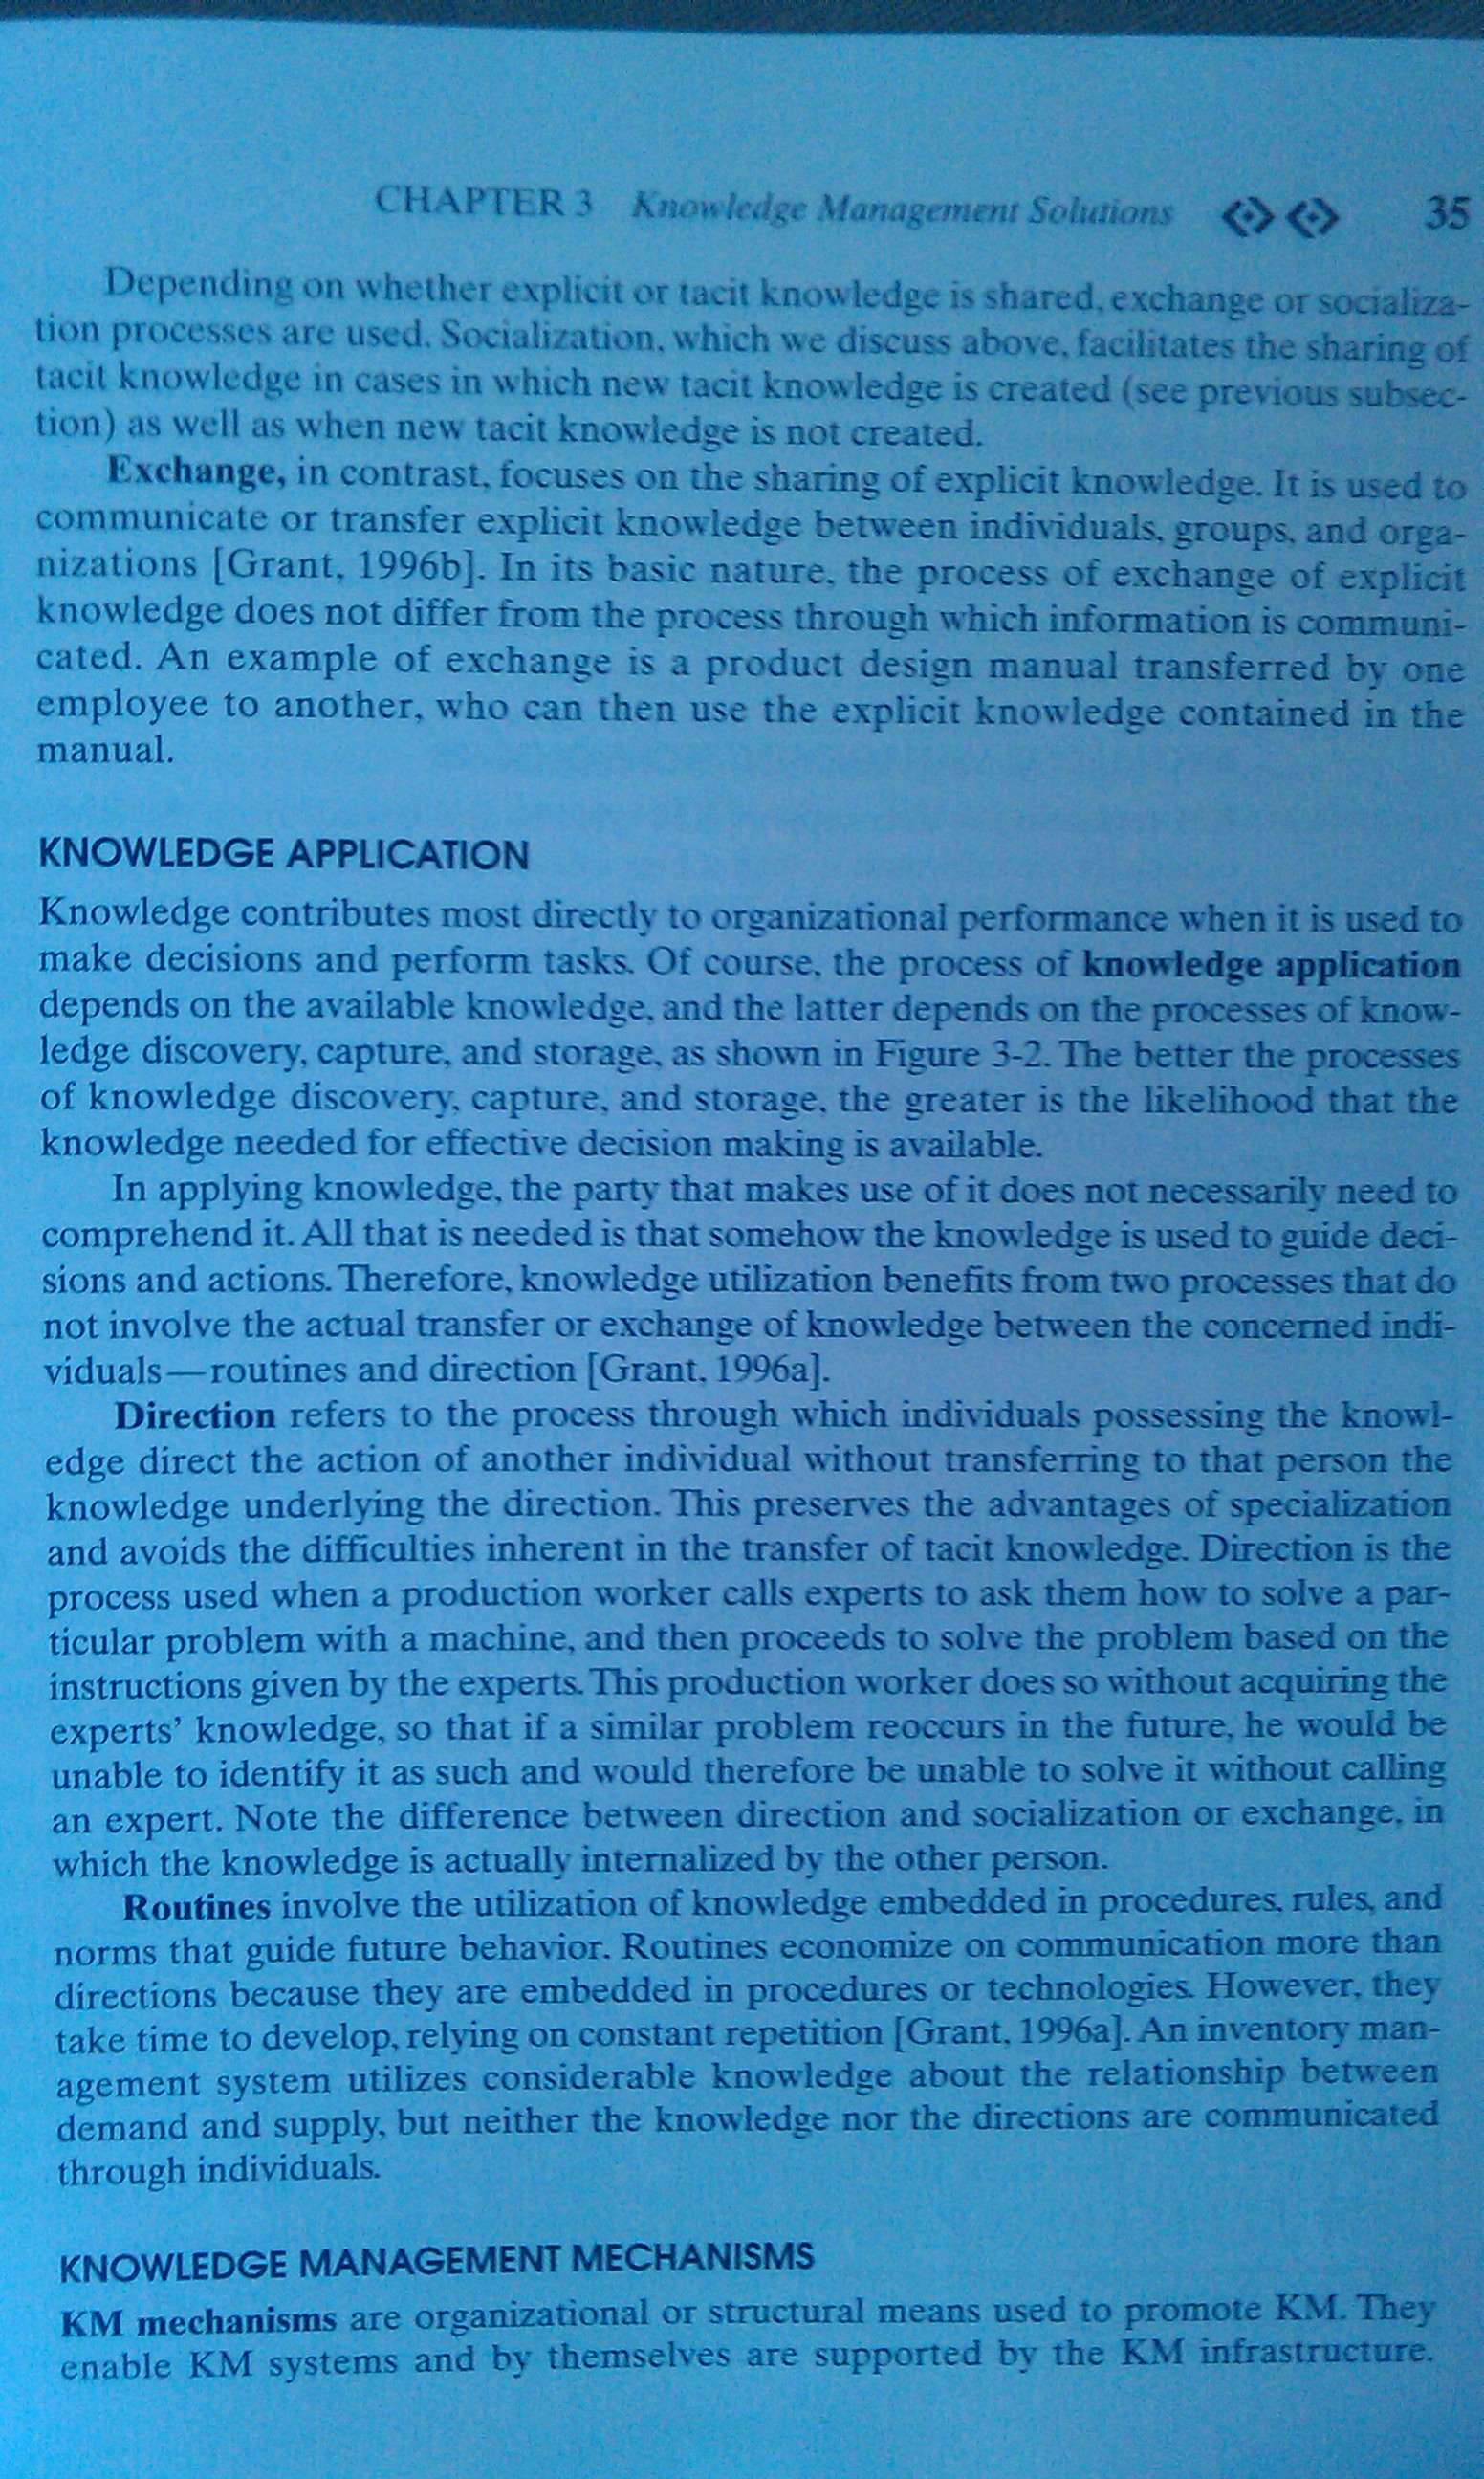 CHAPTER 3 Knowledge Management Solutions 35
Depending on whether explicit or tacit knowledge is shared, exchange or socializa-
tion processes are used. Socialization, which we discuss above, facilitates the sharing of
tacit knowledge in cases in which new tacit knowledge is created (see previous subsec-
tion) as well as when new tacit knowledge is not created.
Exchange, in contrast, focuses on the sharing of explicit knowledge. It is used to
communicate or transfer explicit knowledge between individuals, groups, and orga-
nizations [Grant, 1996b]. In its basic nature, the process of exchange of explicit
knowledge does not differ from the process through which information is communi-
cated. An example of exchange is a product design manual transferred by one
employee to another, who can then use the explicit knowledge contained in the
manual.
KNOWLEDGE APPLICATION
Knowledge contributes most directly to organizational performance when it is used to
make decisions and perform tasks. Of course, the process of knowledge application
depends on the available knowledge, and the latter depends on the processes of know-
ledge discovery, capture, and storage, as shown in Figure 3-2. The better the processes
of knowledge discovery, capture, and storage, the greater is the likelihood that the
knowledge needed for effective decision making is available.
In applying knowledge, the party that makes use of it does not necessarily need to
comprehend it. All that is needed is that somehow the knowledge is used to guide deci-
sions and actions. Therefore, knowledge utilization benefits from two processes that do
not involve the actual transfer or exchange of knowledge between the concerned indi-
viduals—routines and direction [Grant, 1996a].
Direction refers to the process through which individuals possessing the knowl-
edge direct the action of another individual without transferring to that person the
knowledge underlying the direction. This preserves the advantages of specialization
and avoids the difficulties inherent in the transfer of tacit knowledge. Direction is the
process used when a production worker calls experts to ask them how to solve a par-
ticular problem with a machine, and then proceeds to solve the problem based on the
instructions given by the experts. This production worker does so without acquiring the
experts' knowledge, so that if a similar problem reoccurs in the future, he would be
unable to identify it as such and would therefore be unable to solve it without calling
an expert. Note the difference between direction and socialization or exchange, in
which the knowledge is actually internalized by the other person.
Routines involve the utilization of knowledge embedded in procedures, rules, and
norms that guide future behavior. Routines economize on communication more than
directions because they are embedded in procedures or technologies. However, they
take time to develop, relying on constant repetition [Grant, 1996a]. An inventory man-
agement system utilizes considerable knowledge about the relationship between
demand and supply, but neither the knowledge nor the directions are communicated
through individuals.
KNOWLEDGE MANAGEMENT MECHANISMS
KM mechanisms are organizational or structural means used to promote KM. They
enable KM systems and by themselves are supported by the KM infrastructure.